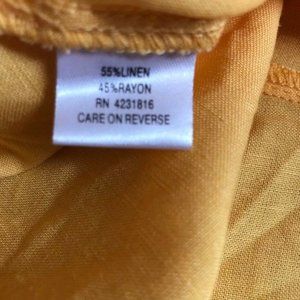 55%LINEN
45%RAYON
RN 4231816
CARE ON REVERSE